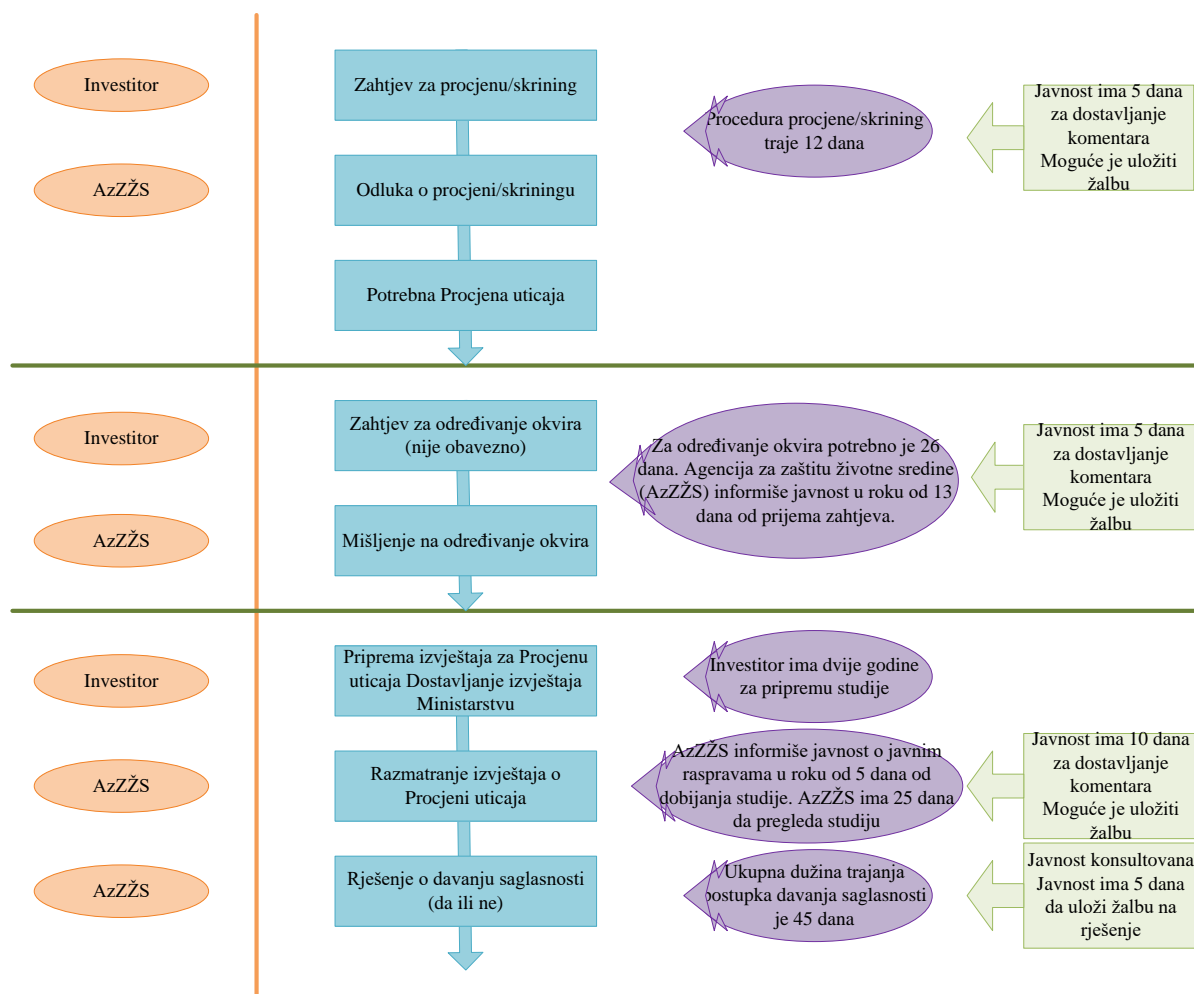 Investitor
Zahtjev za procjenu/skrining
Procedura procjene/skrining
traje 12 dana
Javnost ima 5 dana
za dostavljanje
komentara
Moguće je uložiti
žalbu
AzZŽS
Odluka o procjeni/skriningu
Potrebna Procjena uticaja
Investitor
Zahtjev za određivanje okvira
(nije obavezno)
Za određivanje okvira potrebno je 26
dana. Agencija za zaštitu životne sredine
(AzZŽS) informiše javnost u roku od 13
dana od prijema zahtjeva.
Javnost ima 5 dana
za dostavljanje
komentara
Moguće je uložiti
žalbu
AzZŽS
Mišljenje na određivanje okvira
Investitor
Priprema izvještaja za Procjenu
uticaja Dostavljanje izvještaja
Ministarstvu
Investitor ima dvije godine
za pripremu studije
AzZŽS
Razmatranje izvještaja o
Procjeni uticaja
AzZŽS informiše javnost o javnim
raspravama u roku od 5 dana od
dobijanja studije. AzZŽS ima 25 dana
da pregleda studiju
Javnost ima 10 dana
za dostavljanje
komentara
Moguće je uložiti
žalbu
AzZŽS
Rješenje o davanju saglasnosti
(da ili ne)
Ukupna dužina trajanja
postupka davanja saglasnosti
je 45 dana
Javnost konsultovana
Javnost ima 5 dana
da uloži žalbu na
rješenje